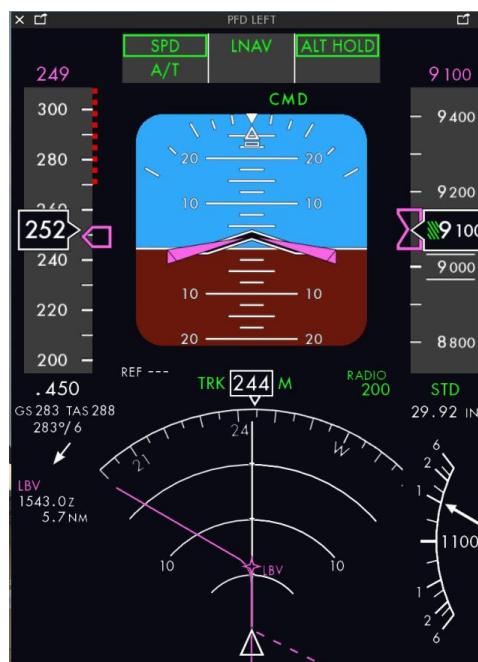 PFD LEFT
SPD LNAV ALT HOLD
A/T
249 9 100
CMD
300
280
260
252
240
220
200
20 20
10 10
10 10
20 20
9 400
9 200
9 100
9 000
8 800
.450
REF ---
TRK 244 M
RADIO
200
STD
GS 283 TAS 288
283°/ 6
29.92 IN
21 24 W
LBV
1543.0Z
5.7 NM
10 LBV 10
6
2
1
1100
1
2
6